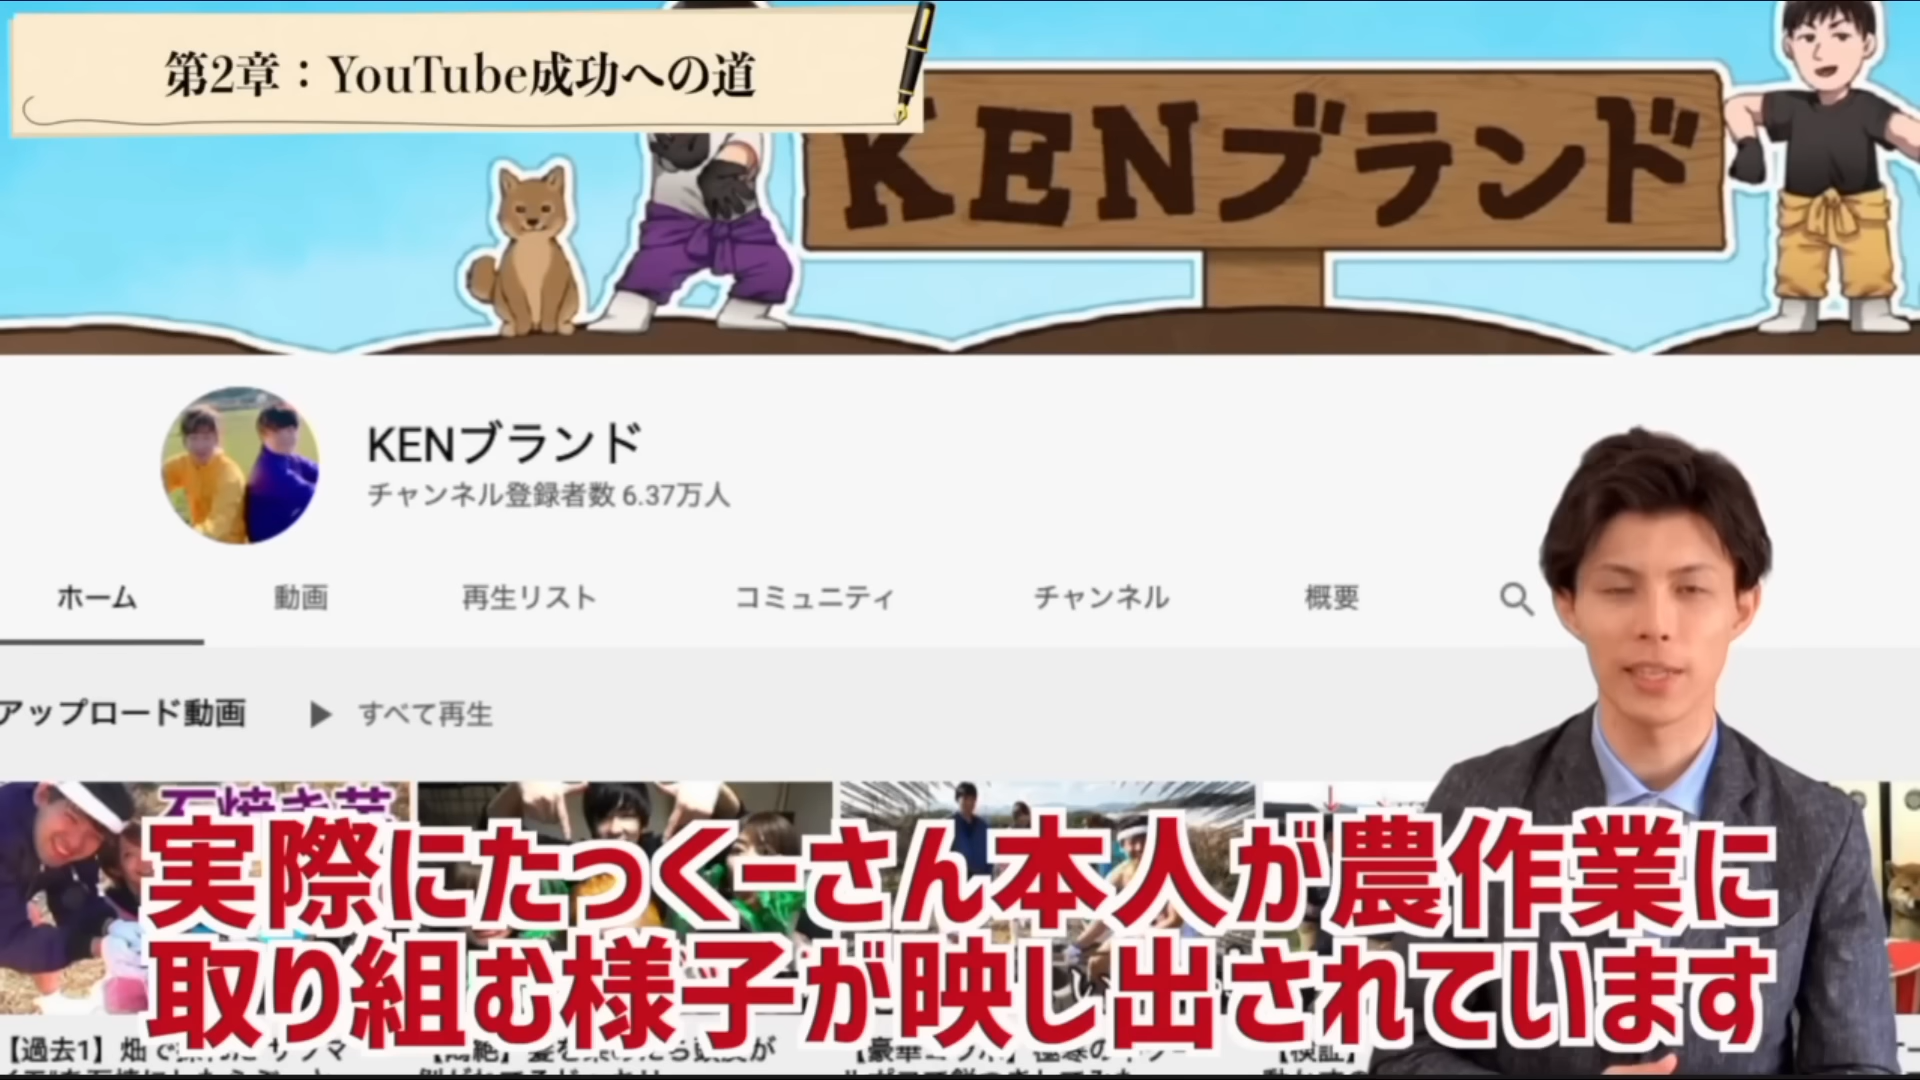 第2章：YouTube成功への道
KENブランド
KENブランド
チャンネル登録者数 6.37万人
ホーム
動画
再生リスト
コミュニティ
チャンネル
概要
アップロード動画
すべて再生
実際にたっくーさん本人が農作業に
取り組む様子が映し出されています
【過去1】畑で